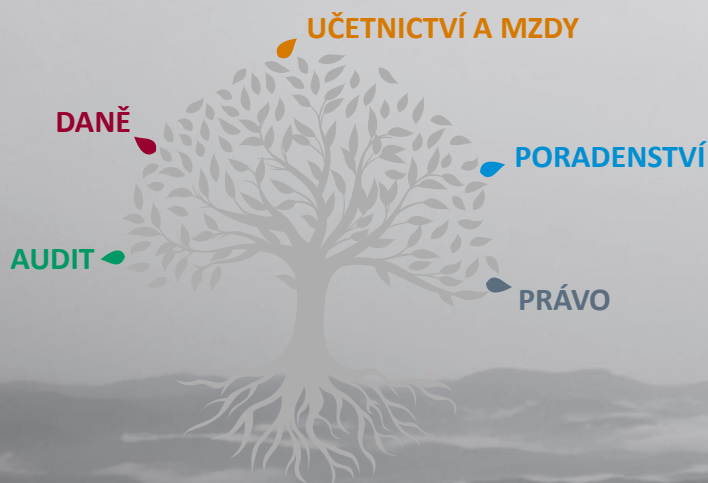 UČETNICTVÍ A MZDY
DANĚ
PORADENSTVÍ
AUDIT
PRÁVO